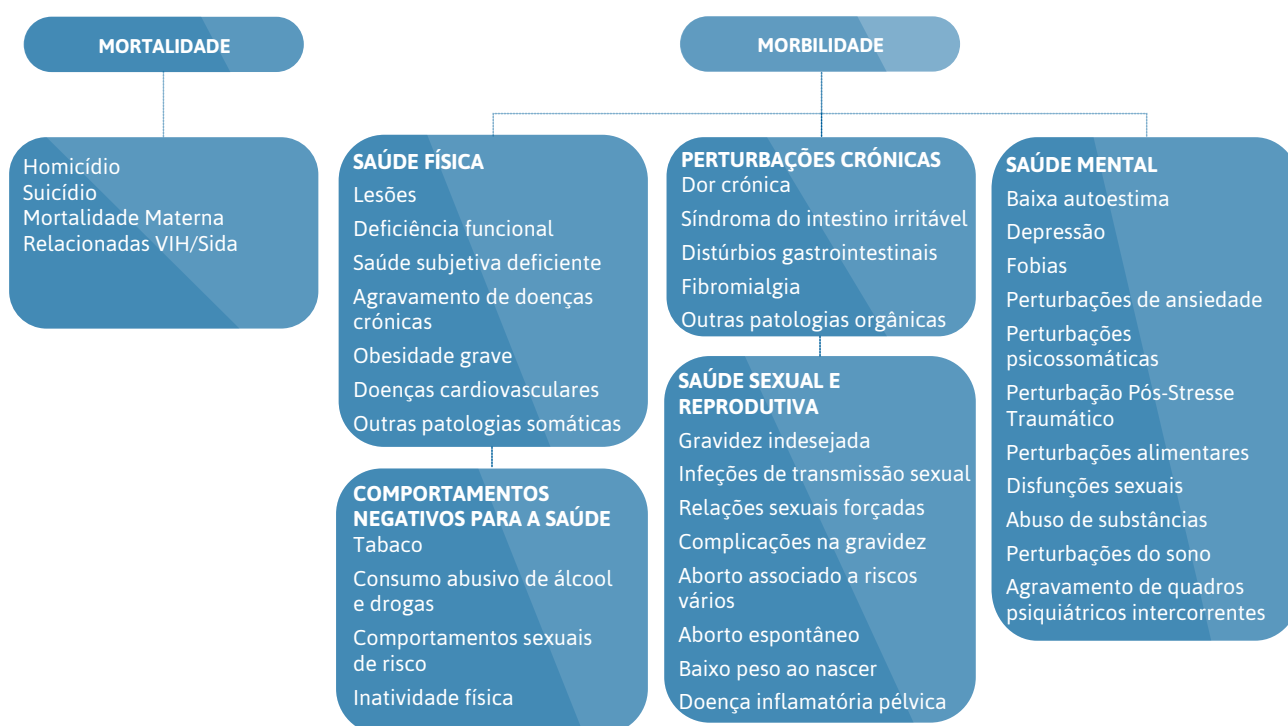 MORTALIDADE
Homicídio
Suicídio
Mortalidade Materna
Relacionadas VIH/Sida
MORBILIDADE
SAÚDE FÍSICA
Lesões
Deficiência funcional
Saúde subjetiva deficiente
Agravamento de doenças
crónicas
Obesidade grave
Doenças cardiovasculares
Outras patologias somáticas
COMPORTAMENTOS
NEGATIVOS PARA A SAÚDE
Tabaco
Consumo abusivo de álcool
e drogas
Comportamentos sexuais
de risco
Inatividade física
PERTURBAÇÕES CRÓNICAS
Dor crónica
Síndroma do intestino irritável
Distúrbios gastrointestinais
Fibromialgia
Outras patologias orgânicas
SAÚDE SEXUAL E
REPRODUTIVA
Gravidez indesejada
Infeções de transmissão sexual
Relações sexuais forçadas
Complicações na gravidez
Aborto associado a riscos
vários
Aborto espontâneo
Baixo peso ao nascer
Doença inflamatória pélvica
SAÚDE MENTAL
Baixa autoestima
Depressão
Fobias
Perturbações de ansiedade
Perturbações
psicossomáticas
Perturbação Pós-Stresse
Traumático
Perturbações alimentares
Disfunções sexuais
Abuso de substâncias
Perturbações do sono
Agravamento de quadros
psiquiátricos intercorrentes